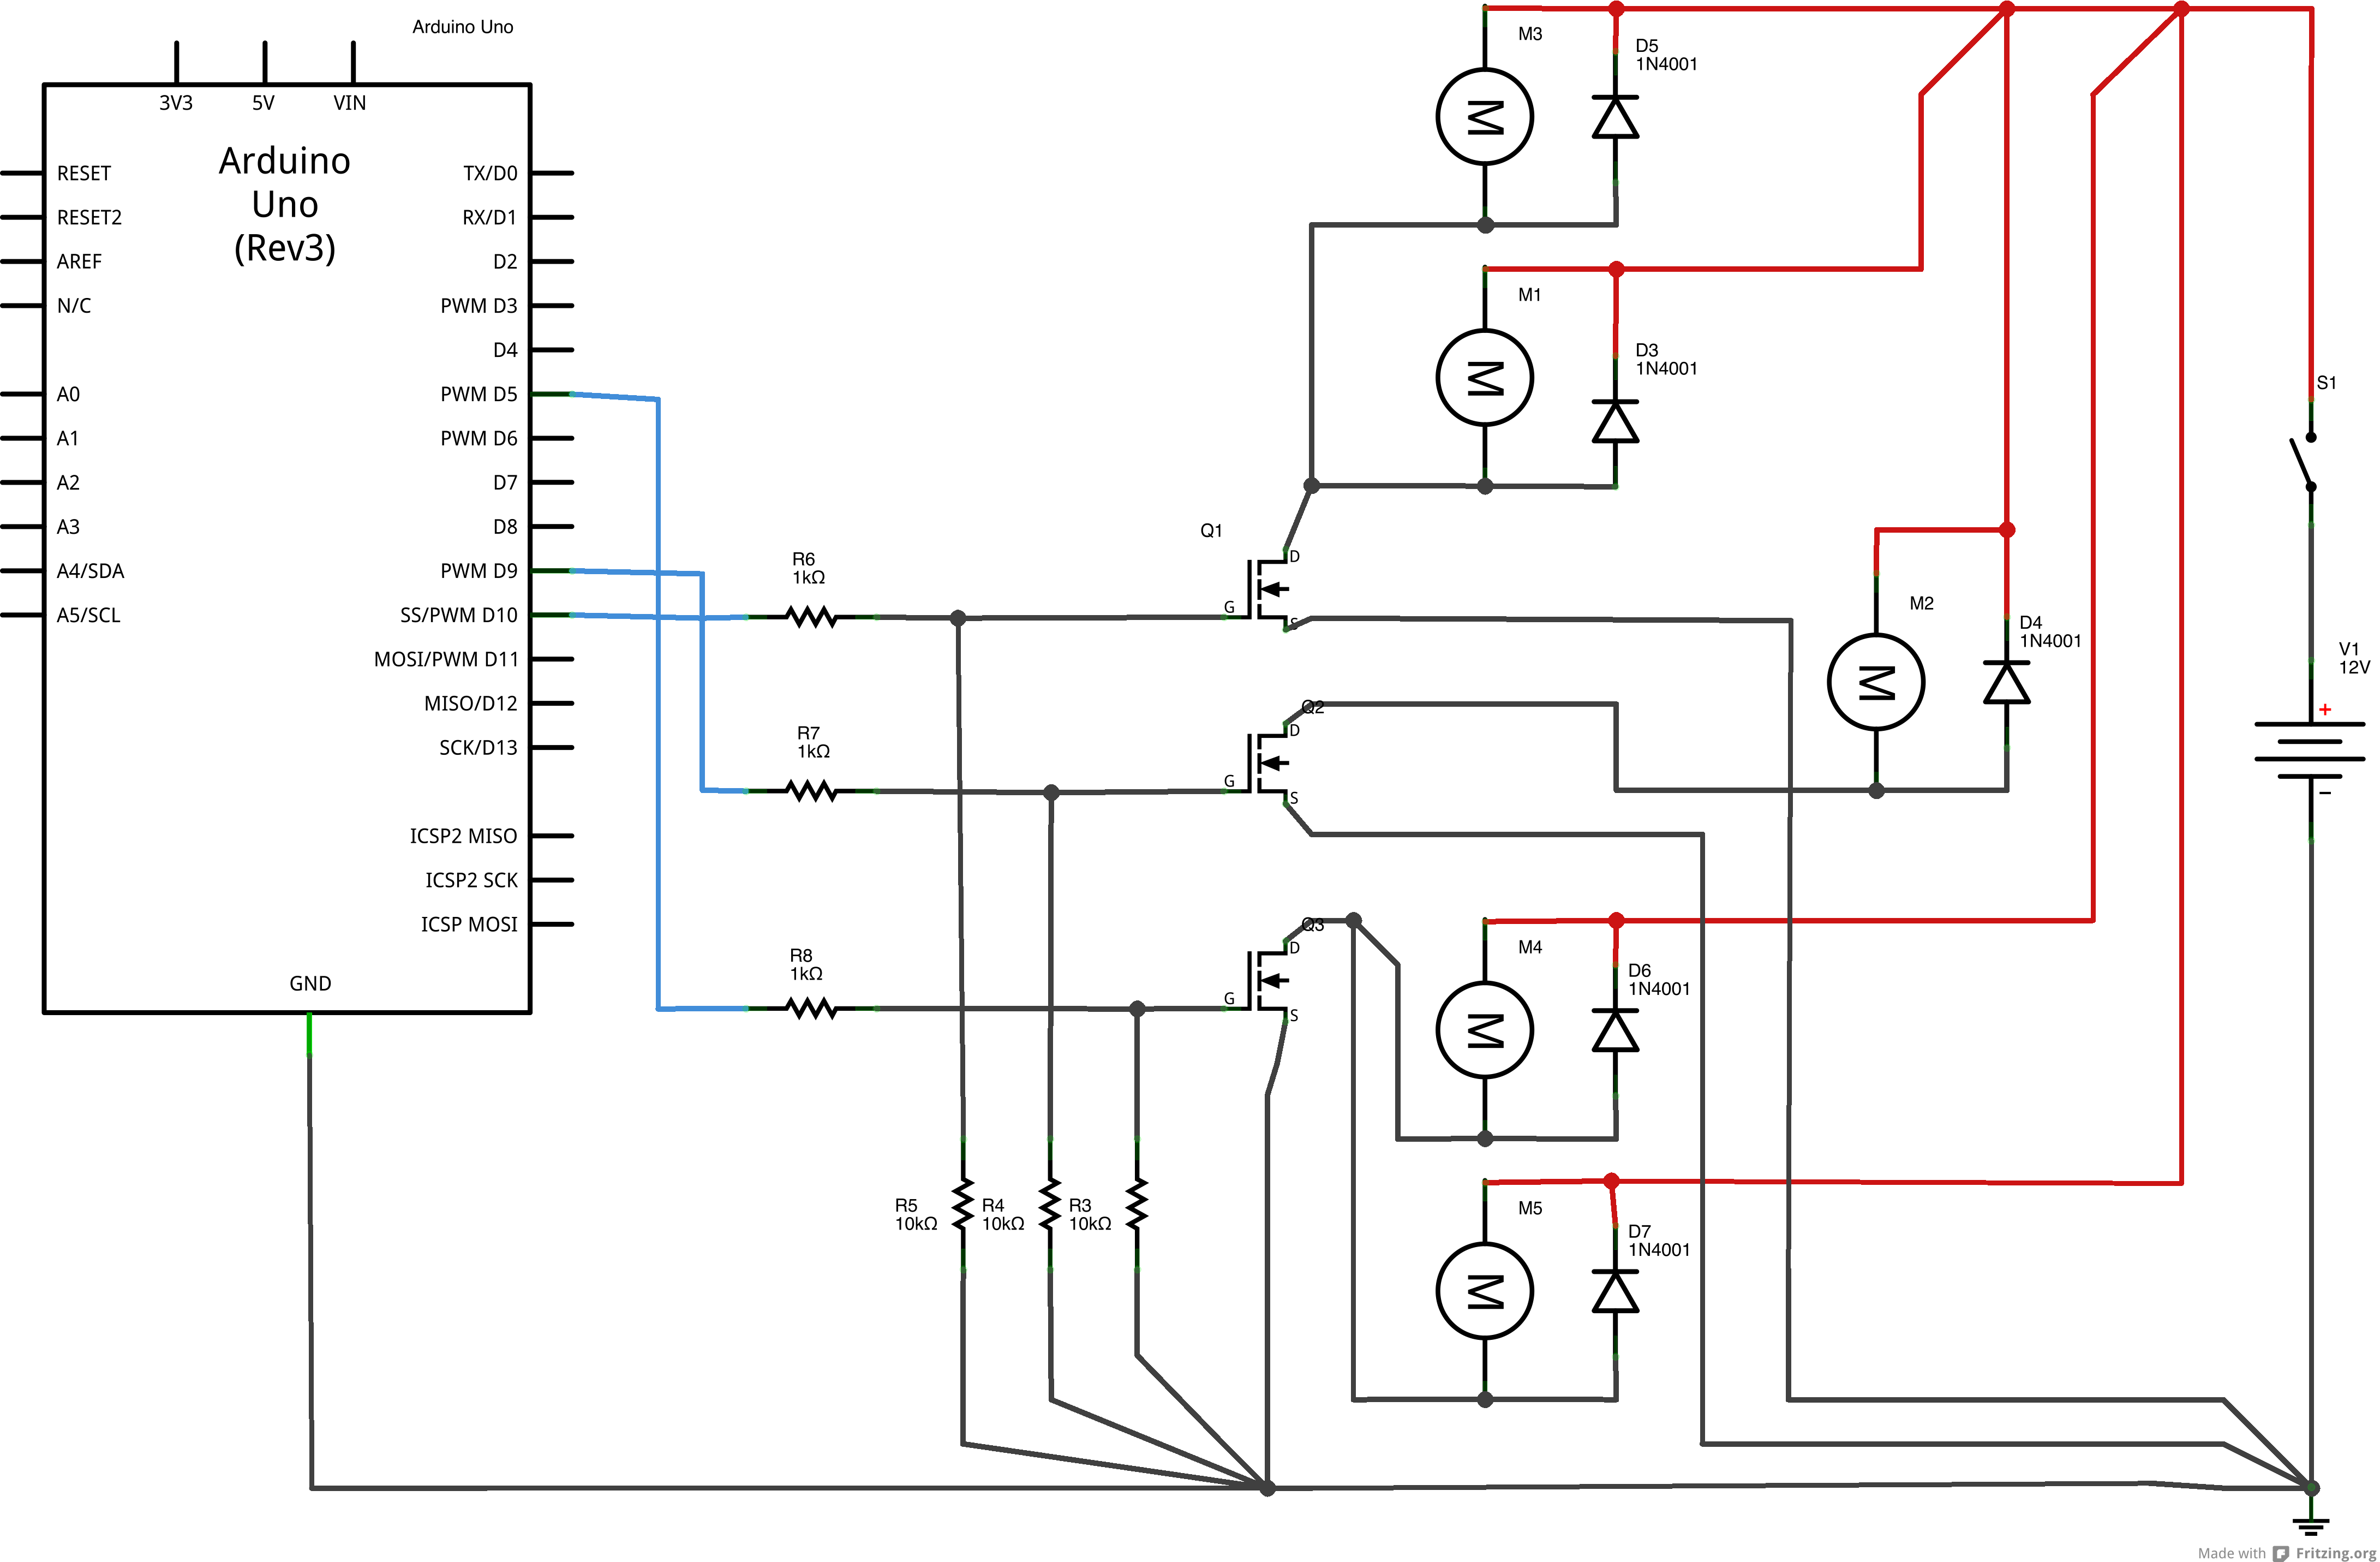 Arduino Uno
3V3 5V VIN
Arduino
Uno
(Rev3)
RESET
RESET2
AREF
N/C
A0
A1
A2
A3
A4/SDA
A5/SCL
TX/D0
RX/D1
D2
PWM D3
D4
PWM D5
PWM D6
D7
D8
PWM D9
SS/PWM D10
MOSI/PWM D11
MISO/D12
SCK/D13
ICSP2 MISO
ICSP2 SCK
ICSP MOSI
GND
R6
1kΩ
R7
1kΩ
R8
1kΩ
R5
10kΩ
R4
10kΩ
R3
10kΩ
Q1
D
G
S
Q2
D
G
S
Q3
D
G
S
M3
M
D5
1N4001
M1
M
D3
1N4001
M2
M
D4
1N4001
M4
M
D6
1N4001
M5
M
D7
1N4001
S1
V1
12V
+
−
Made with Fritzing.org